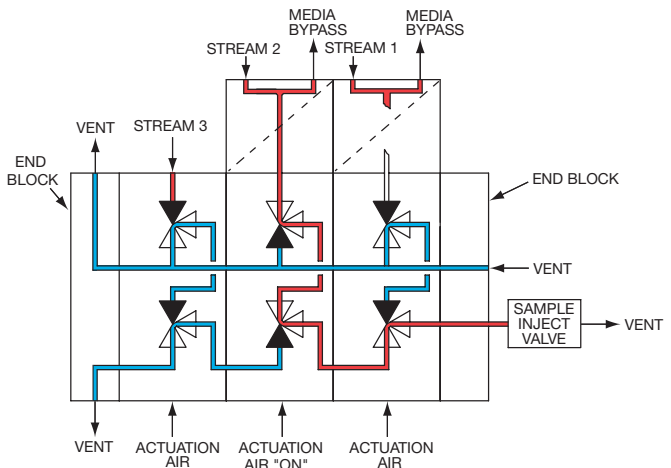 MEDIA
BYPASS
MEDIA
BYPASS
STREAM 2
STREAM 1
VENT
STREAM 3
END
BLOCK
END BLOCK
VENT
SAMPLE
INJECT
VALVE
VENT
VENT
ACTUATION
AIR
ACTUATION
AIR "ON"
ACTUATION
AIR